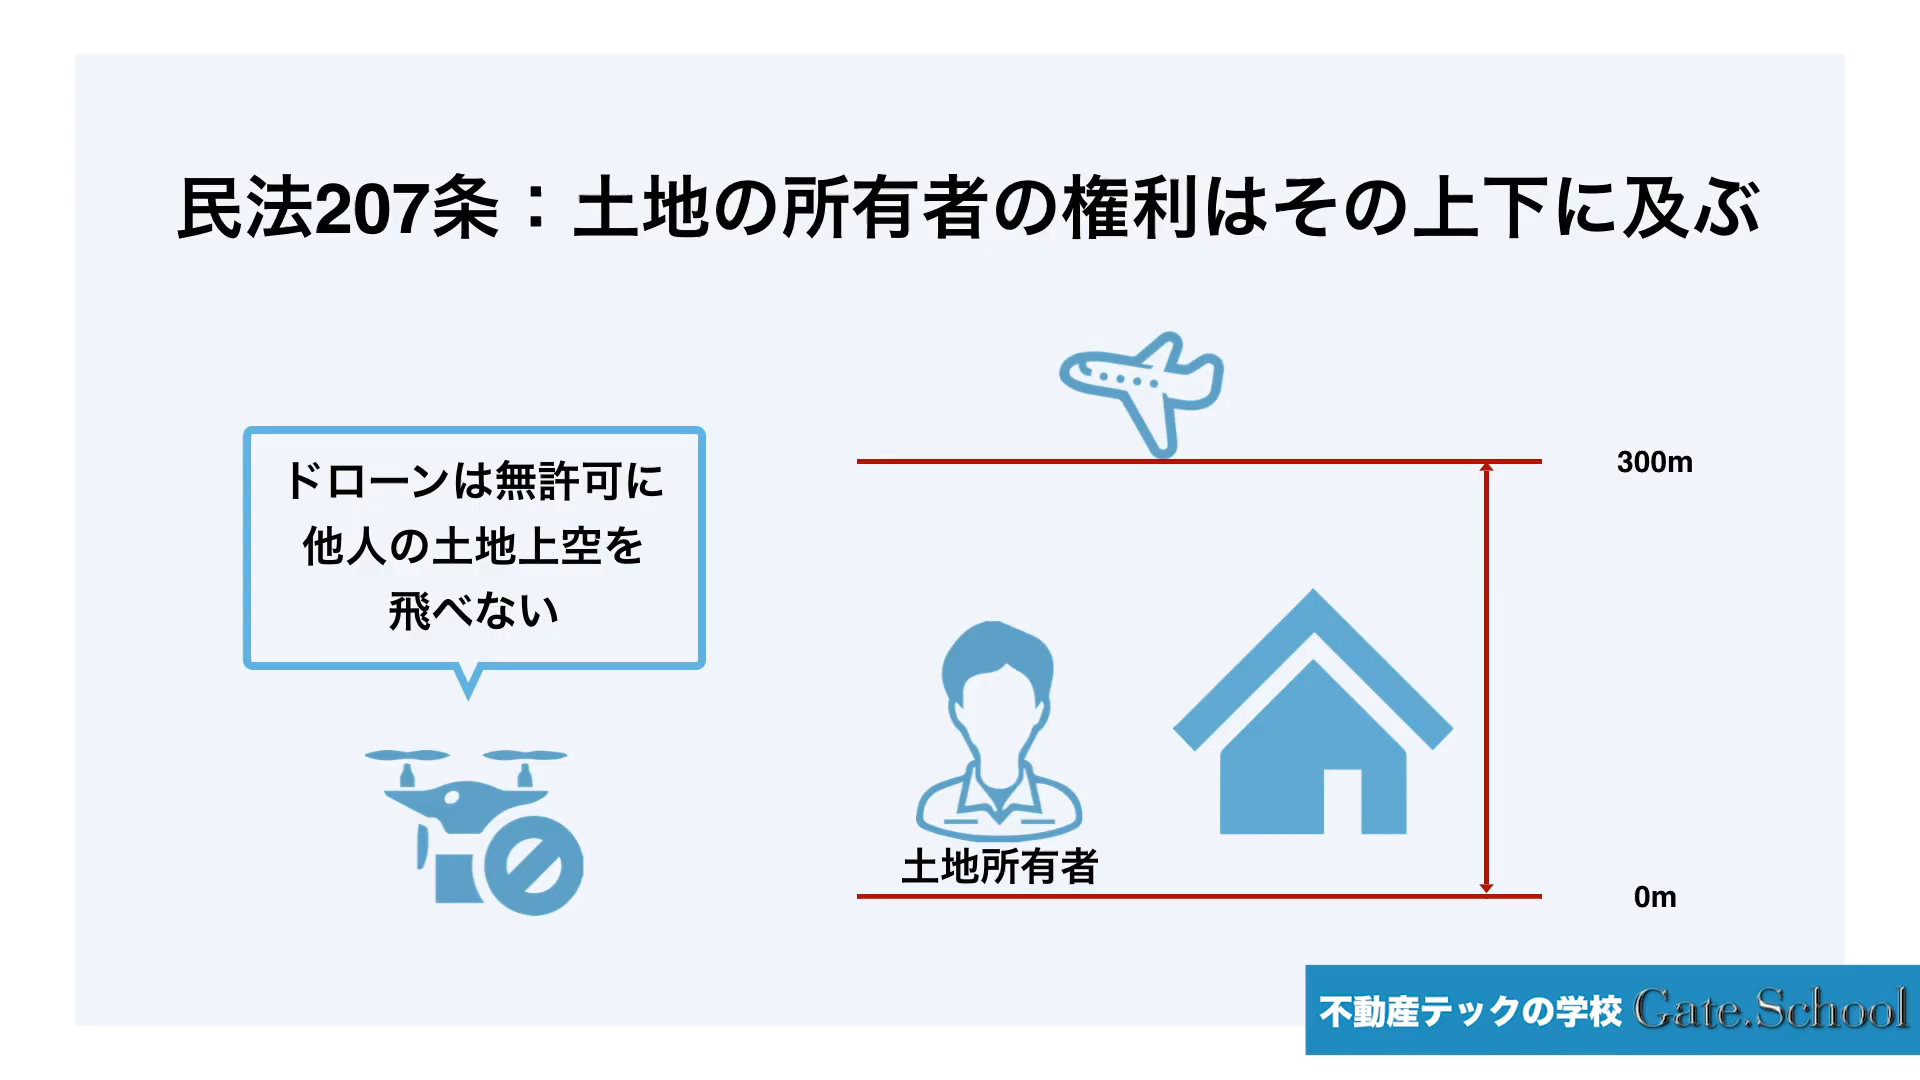 民法207条：土地の所有者の権利はその上下に及ぶ
ドローンは無許可に
他人の土地上空を
飛べない
300m
土地所有者
0m
不動産テックの学校 Gate.School